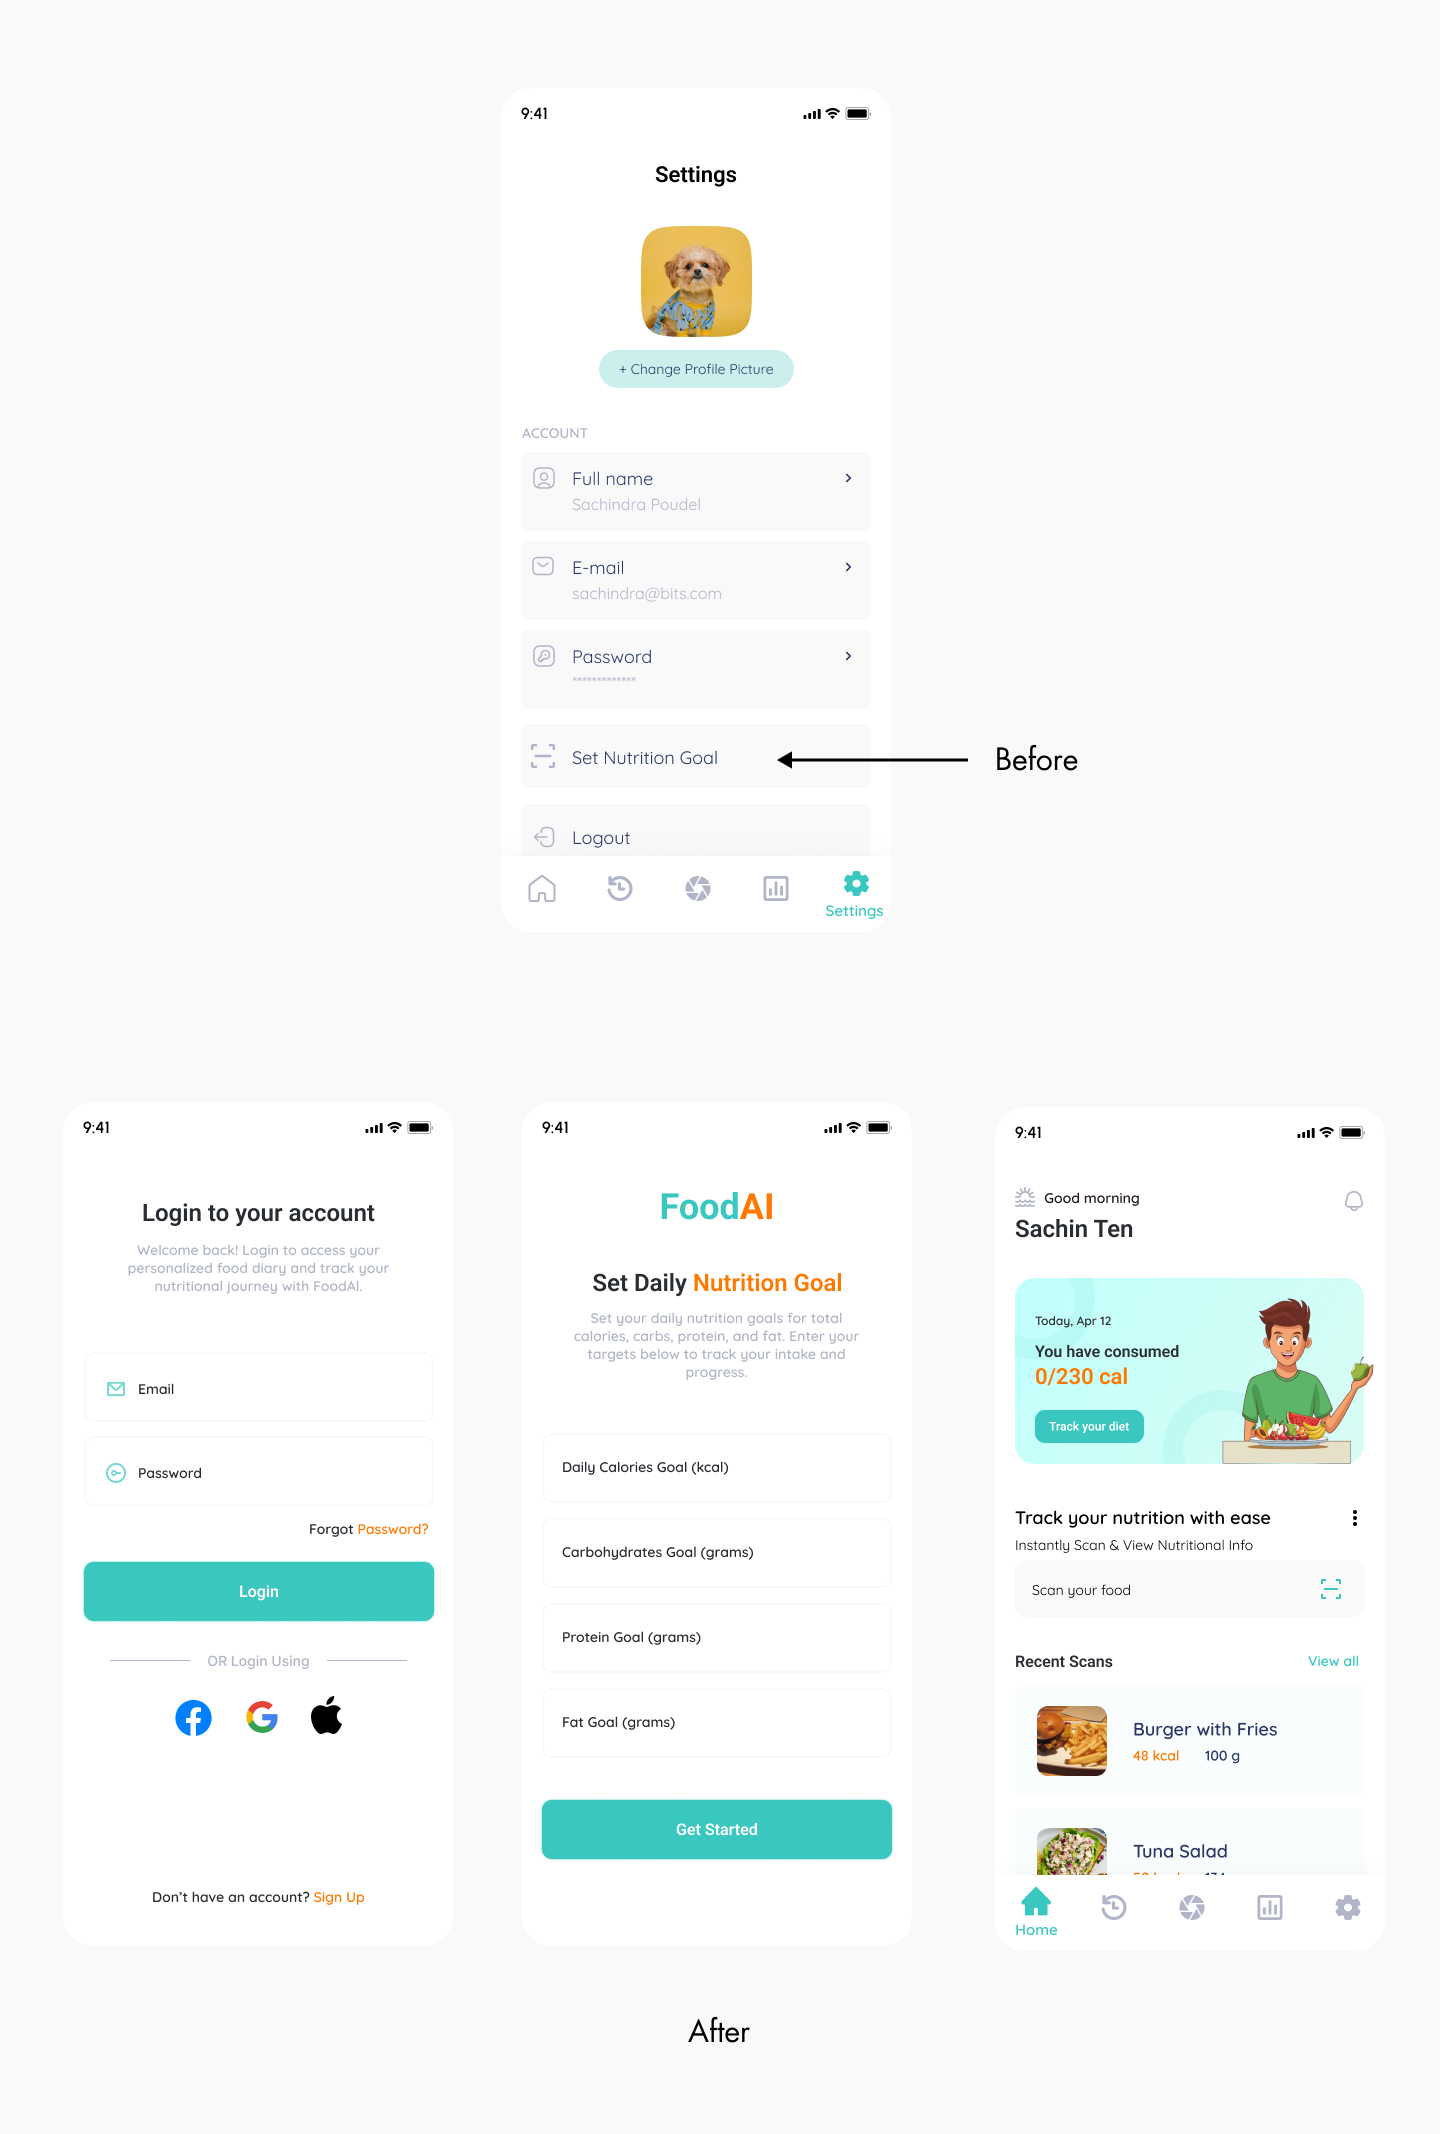 9:41
Settings
+ Change Profile Picture
ACCOUNT
Full name
Sachindra Poudel
E-mail
sachindra@bits.com
Password
*************
Set Nutrition Goal
Before
Logout
Settings
9:41
Login to your account
Welcome back! Login to access your
personalized food diary and track your
nutritional journey with FoodAI.
Email
Password
Forgot Password?
Login
OR Login Using
Don't have an account? Sign Up
9:41
FoodAI
Set Daily Nutrition Goal
Set your daily nutrition goals for total
calories, carbs, protein, and fat. Enter your
targets below to track your intake and
progress.
Daily Calories Goal (kcal)
Carbohydrates Goal (grams)
Protein Goal (grams)
Fat Goal (grams)
Get Started
9:41
Good morning
Sachin Ten
Today, Apr 12
You have consumed
0/230 cal
Track your diet
Track your nutrition with ease
Instantly Scan & View Nutritional Info
Scan your food
Recent Scans
View all
Burger with Fries
48 kcal 100 g
Tuna Salad
Home
After